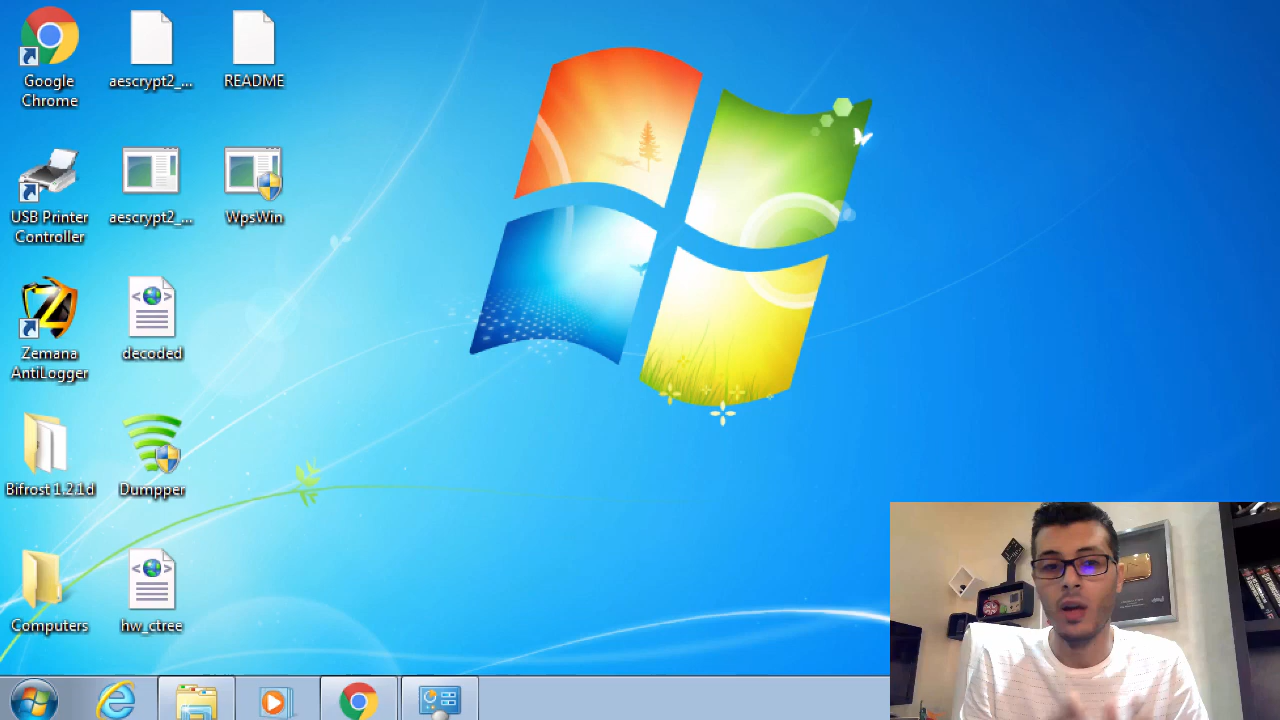 Google
Chrome
aescrypt2_...
README
USB Printer
Controller
aescrypt2_...
WpsWin
Zemana
AntiLogger
decoded
Bifrost 1.2.1d
Dumpper
Computers
hw_ctree